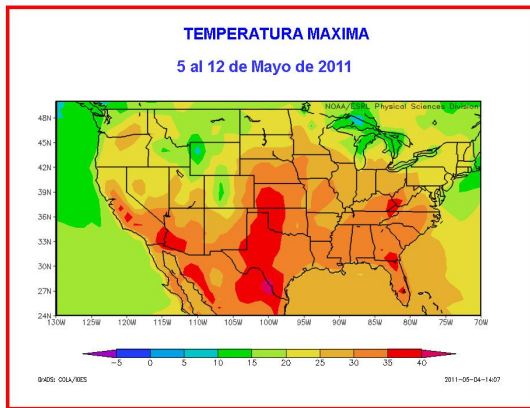 TEMPERATURA MAXIMA
5 al 12 de Mayo de 2011
NOAA/ESRL Physical Sciences Division
48N
45N
42N
39N
36N
33N
30N
27N
24N
130W 125W 120W 115W 110W 105W 100W 95W 90W 85W 80W 75W 70W
-5 0 5 10 15 20 25 30 35 40
GrADS: COLA/IGES 2011-05-04-14:07